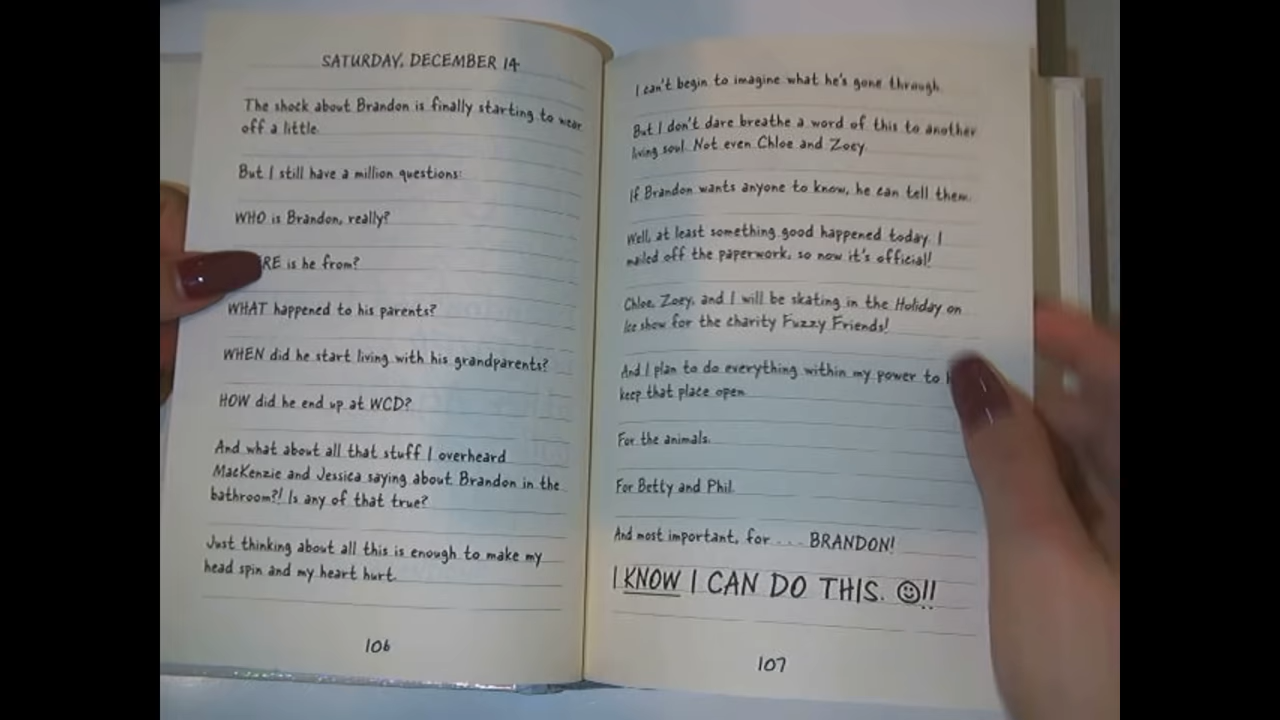 SATURDAY, DECEMBER 14
The shock about Brandon is finally starting to wear
off a little.
But I still have a million questions:
WHO is Brandon, really?
RE is he from?
WHAT happened to his parents?
WHEN did he start living with his grandparents?
HOW did he end up at WCD?
And what about all that stuff I overheard
MacKenzie and Jessica saying about Brandon in the
bathroom?! Is any of that true?
Just thinking about all this is enough to make my
head spin and my heart hurt.
106
I can't begin to imagine what he's gone through.
But I don't dare breathe a word of this to another
living soul. Not even Chloe and Zoey.
If Brandon wants anyone to know, he can tell them.
Well, at least something good happened today. I
mailed off the paperwork, so now it's official!
Chloe, Zoey, and I will be skating in the Holiday on
Ice show for the charity Fuzzy Friends!
And I plan to do everything within my power to
keep that place open.
For the animals.
For Betty and Phil.
And most important, for . . . BRANDON!
I KNOW I CAN DO THIS. ☺!!
107